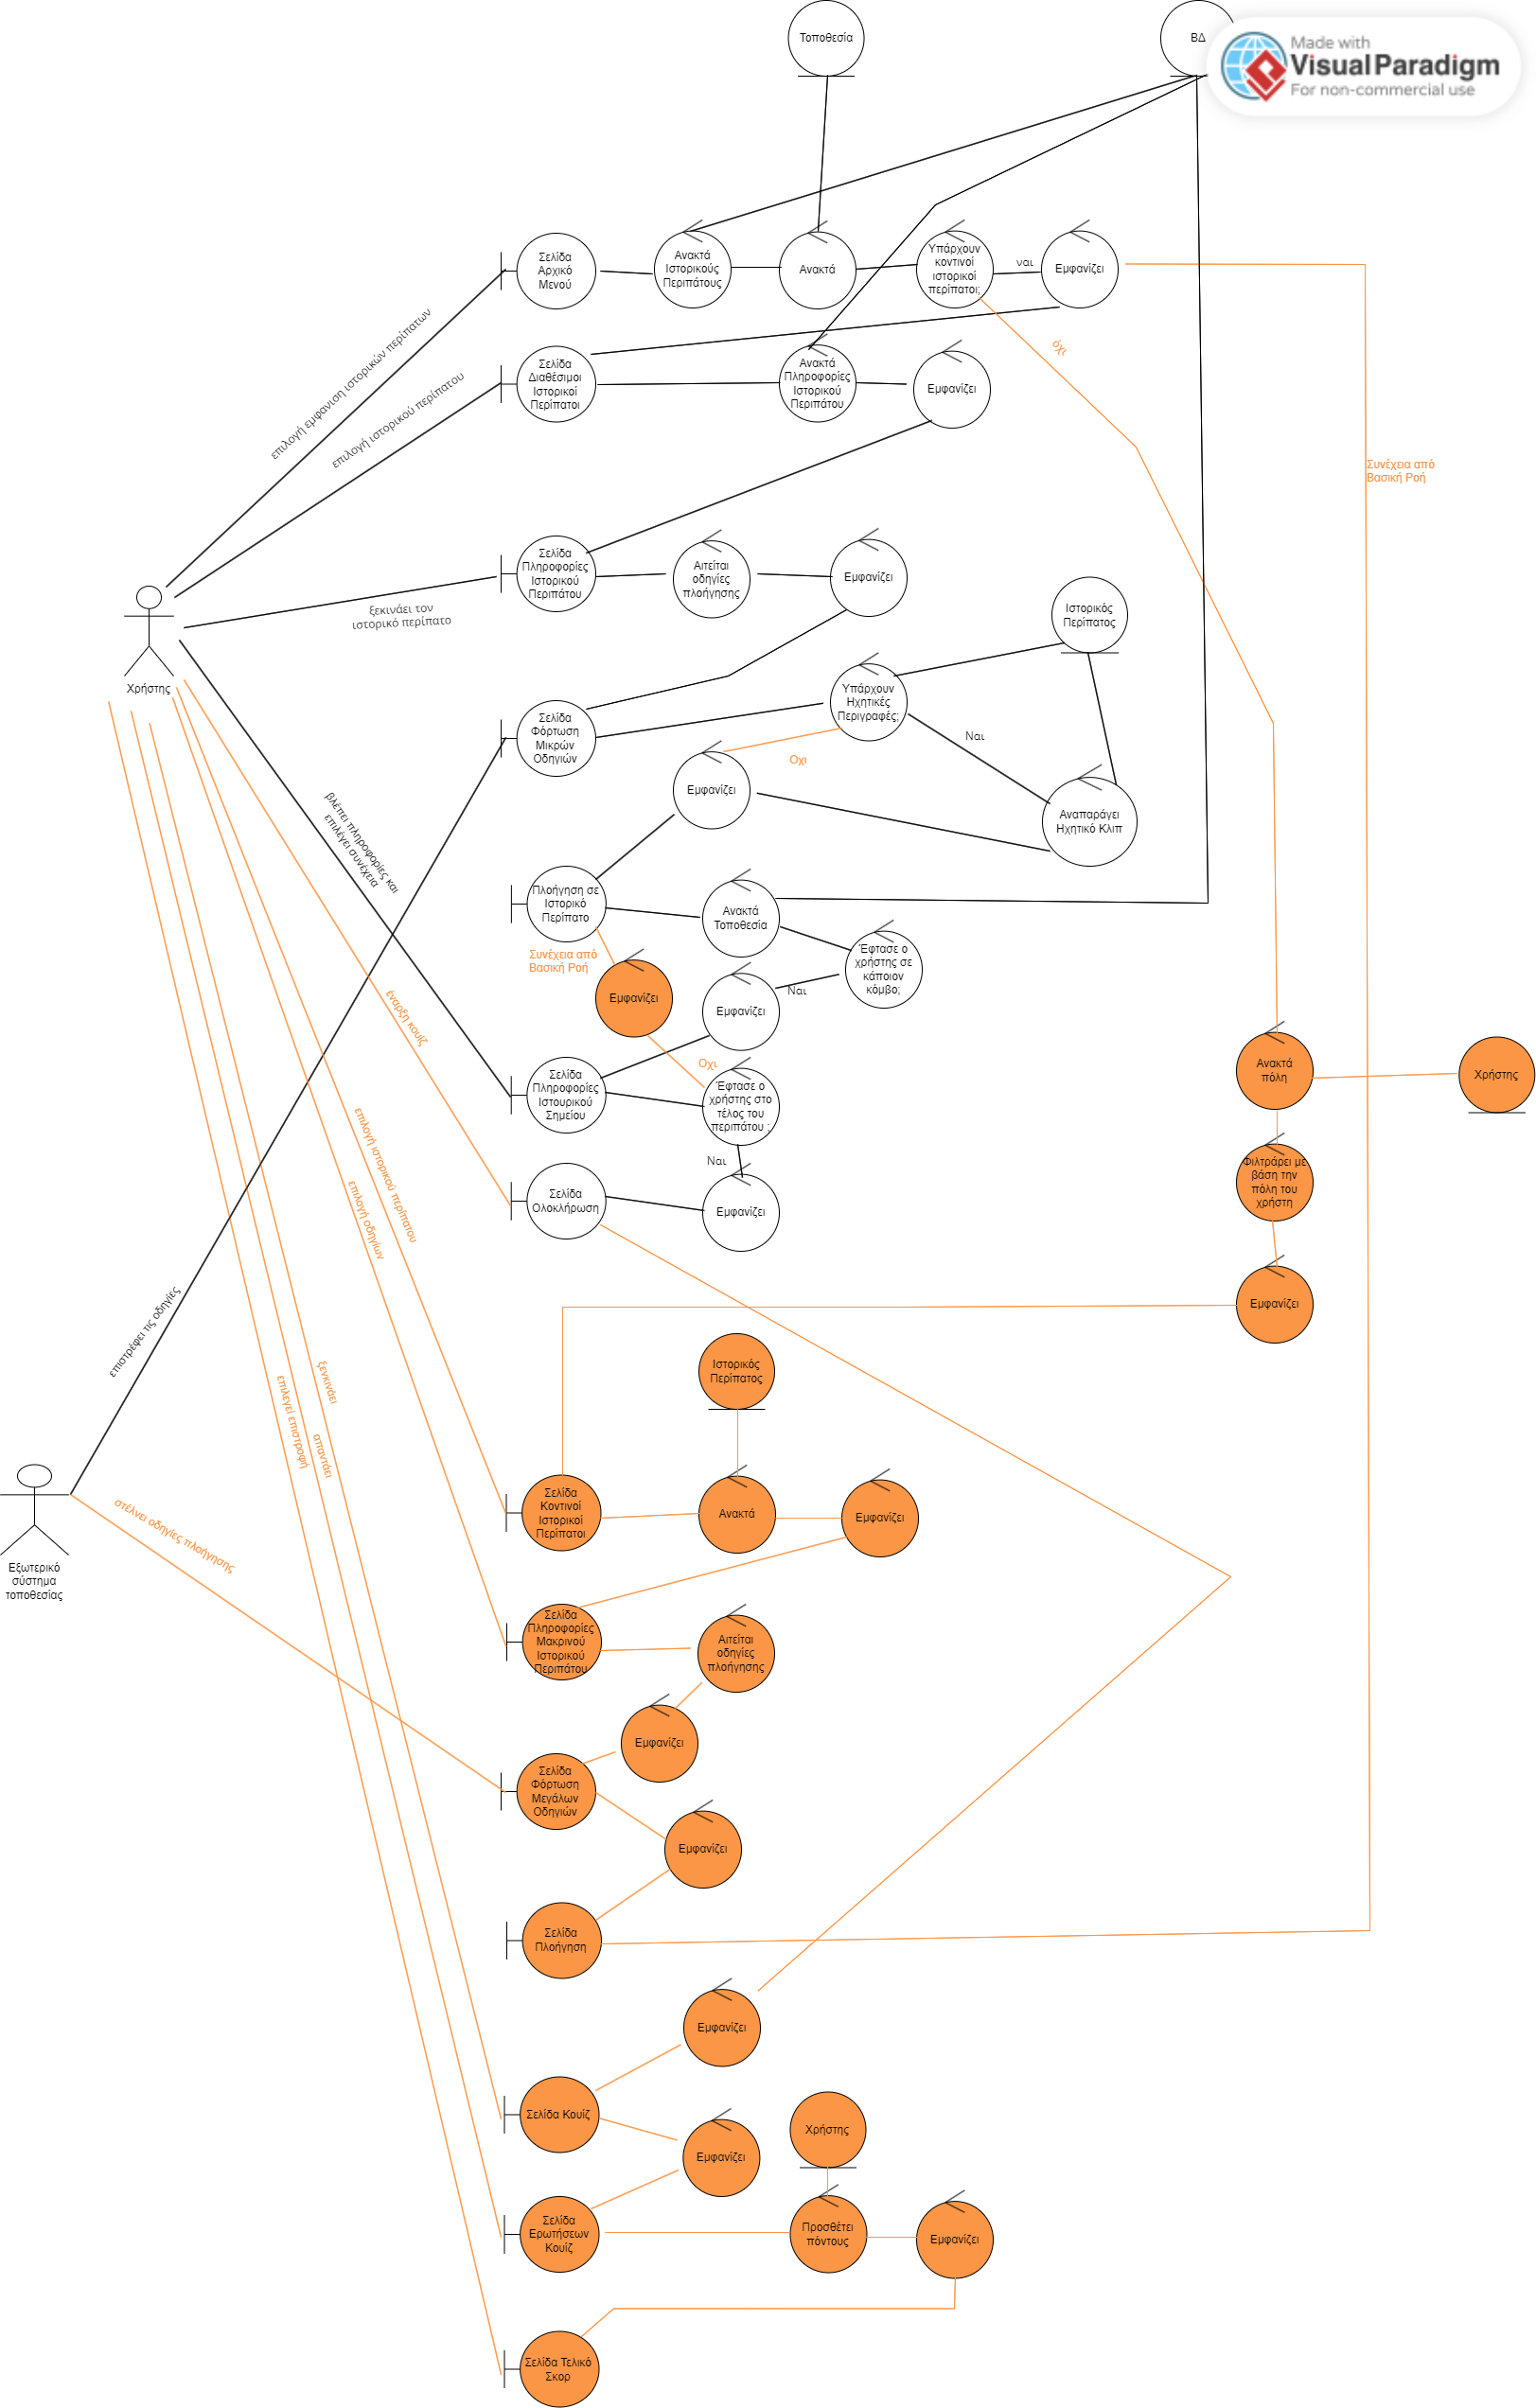 Τοποθεσία
ΒΔ
Made with
Visual Paradigm
For non-commercial use
Σελίδα
Αρχικό
Μενού
Ανακτά
Ιστορικούς
Περιπάτους
Ανακτά
Υπάρχουν
κοντινοί
ιστορικοί
περίπατοι;
ναι
Εμφανίζει
επιλογή εμφανιση ιστορικών περίπατων
όχι
Σελίδα
Διαθέσιμοι
Ιστορικοί
Περίπατοι
Ανακτά
Πληροφορίες
Ιστορικού
Περιπάτου
Εμφανίζει
επιλογή ιστορικού περίπατου
Συνέχεια από
Βασική Ροή
Σελίδα
Πληροφορίες
Ιστορικού
Περιπάτου
Αιτείται
οδηγίες
πλοήγησης
Εμφανίζει
ξεκινάει τον
ιστορικό περίπατο
Ιστορικός
Περίπατος
Χρήστης
Υπάρχουν
Ηχητικές
Περιγραφές;
Ναι
Οχι
Σελίδα
Φόρτωση
Μικρών
Οδηγιών
Εμφανίζει
Αναπαράγει
Ηχητικό Κλιπ
βλέπει πληροφορίες και
επιλέγει συνέχεια
Πλοήγηση σε
Ιστορικό
Περίπατο
Ανακτά
Τοποθεσία
Έφτασε ο
χρήστης σε
κάποιον
κόμβο;
Συνέχεια από
Βασική Ροή
Εμφανίζει
Εμφανίζει
Ναι
έναρξη κουίζ
Οχι
Σελίδα
Πληροφορίες
Ιστουρικού
Σημείου
Έφτασε ο
χρήστης στο
τέλος του
περιπάτου ;
Ανακτά
πόλη
Χρήστης
Ναι
επιλογή ιστορικού περίπατου
επιλογή οδηγίων
Σελίδα
Ολοκλήρωση
Εμφανίζει
Φιλτράρει με
βάση την
πόλη του
χρήστη
Εμφανίζει
επιστρέφει τις οδηγίες
Ιστορικός
Περίπατος
ξενκινάει
απαντάει
επιλεγεί επιστροφή
Σελίδα
Κοντινοί
Ιστορικοί
Περίπατοι
Ανακτά
Εμφανίζει
στέλνει οδηγίες πλοήγησης
Εξωτερικό
σύστημα
τοποθεσίας
Σελίδα
Πληροφορίες
Μακρινού
Ιστορικού
Περιπάτου
Αιτείται
οδηγίες
πλοήγησης
Εμφανίζει
Σελίδα
Φόρτωση
Μεγάλων
Οδηγιών
Εμφανίζει
Σελίδα
Πλοήγηση
Εμφανίζει
Σελίδα Κουίζ
Εμφανίζει
Χρήστης
Σελίδα
Ερωτήσεων
Κουίζ
Προσθέτει
πόντους
Εμφανίζει
Σελίδα Τελικό
Σκορ